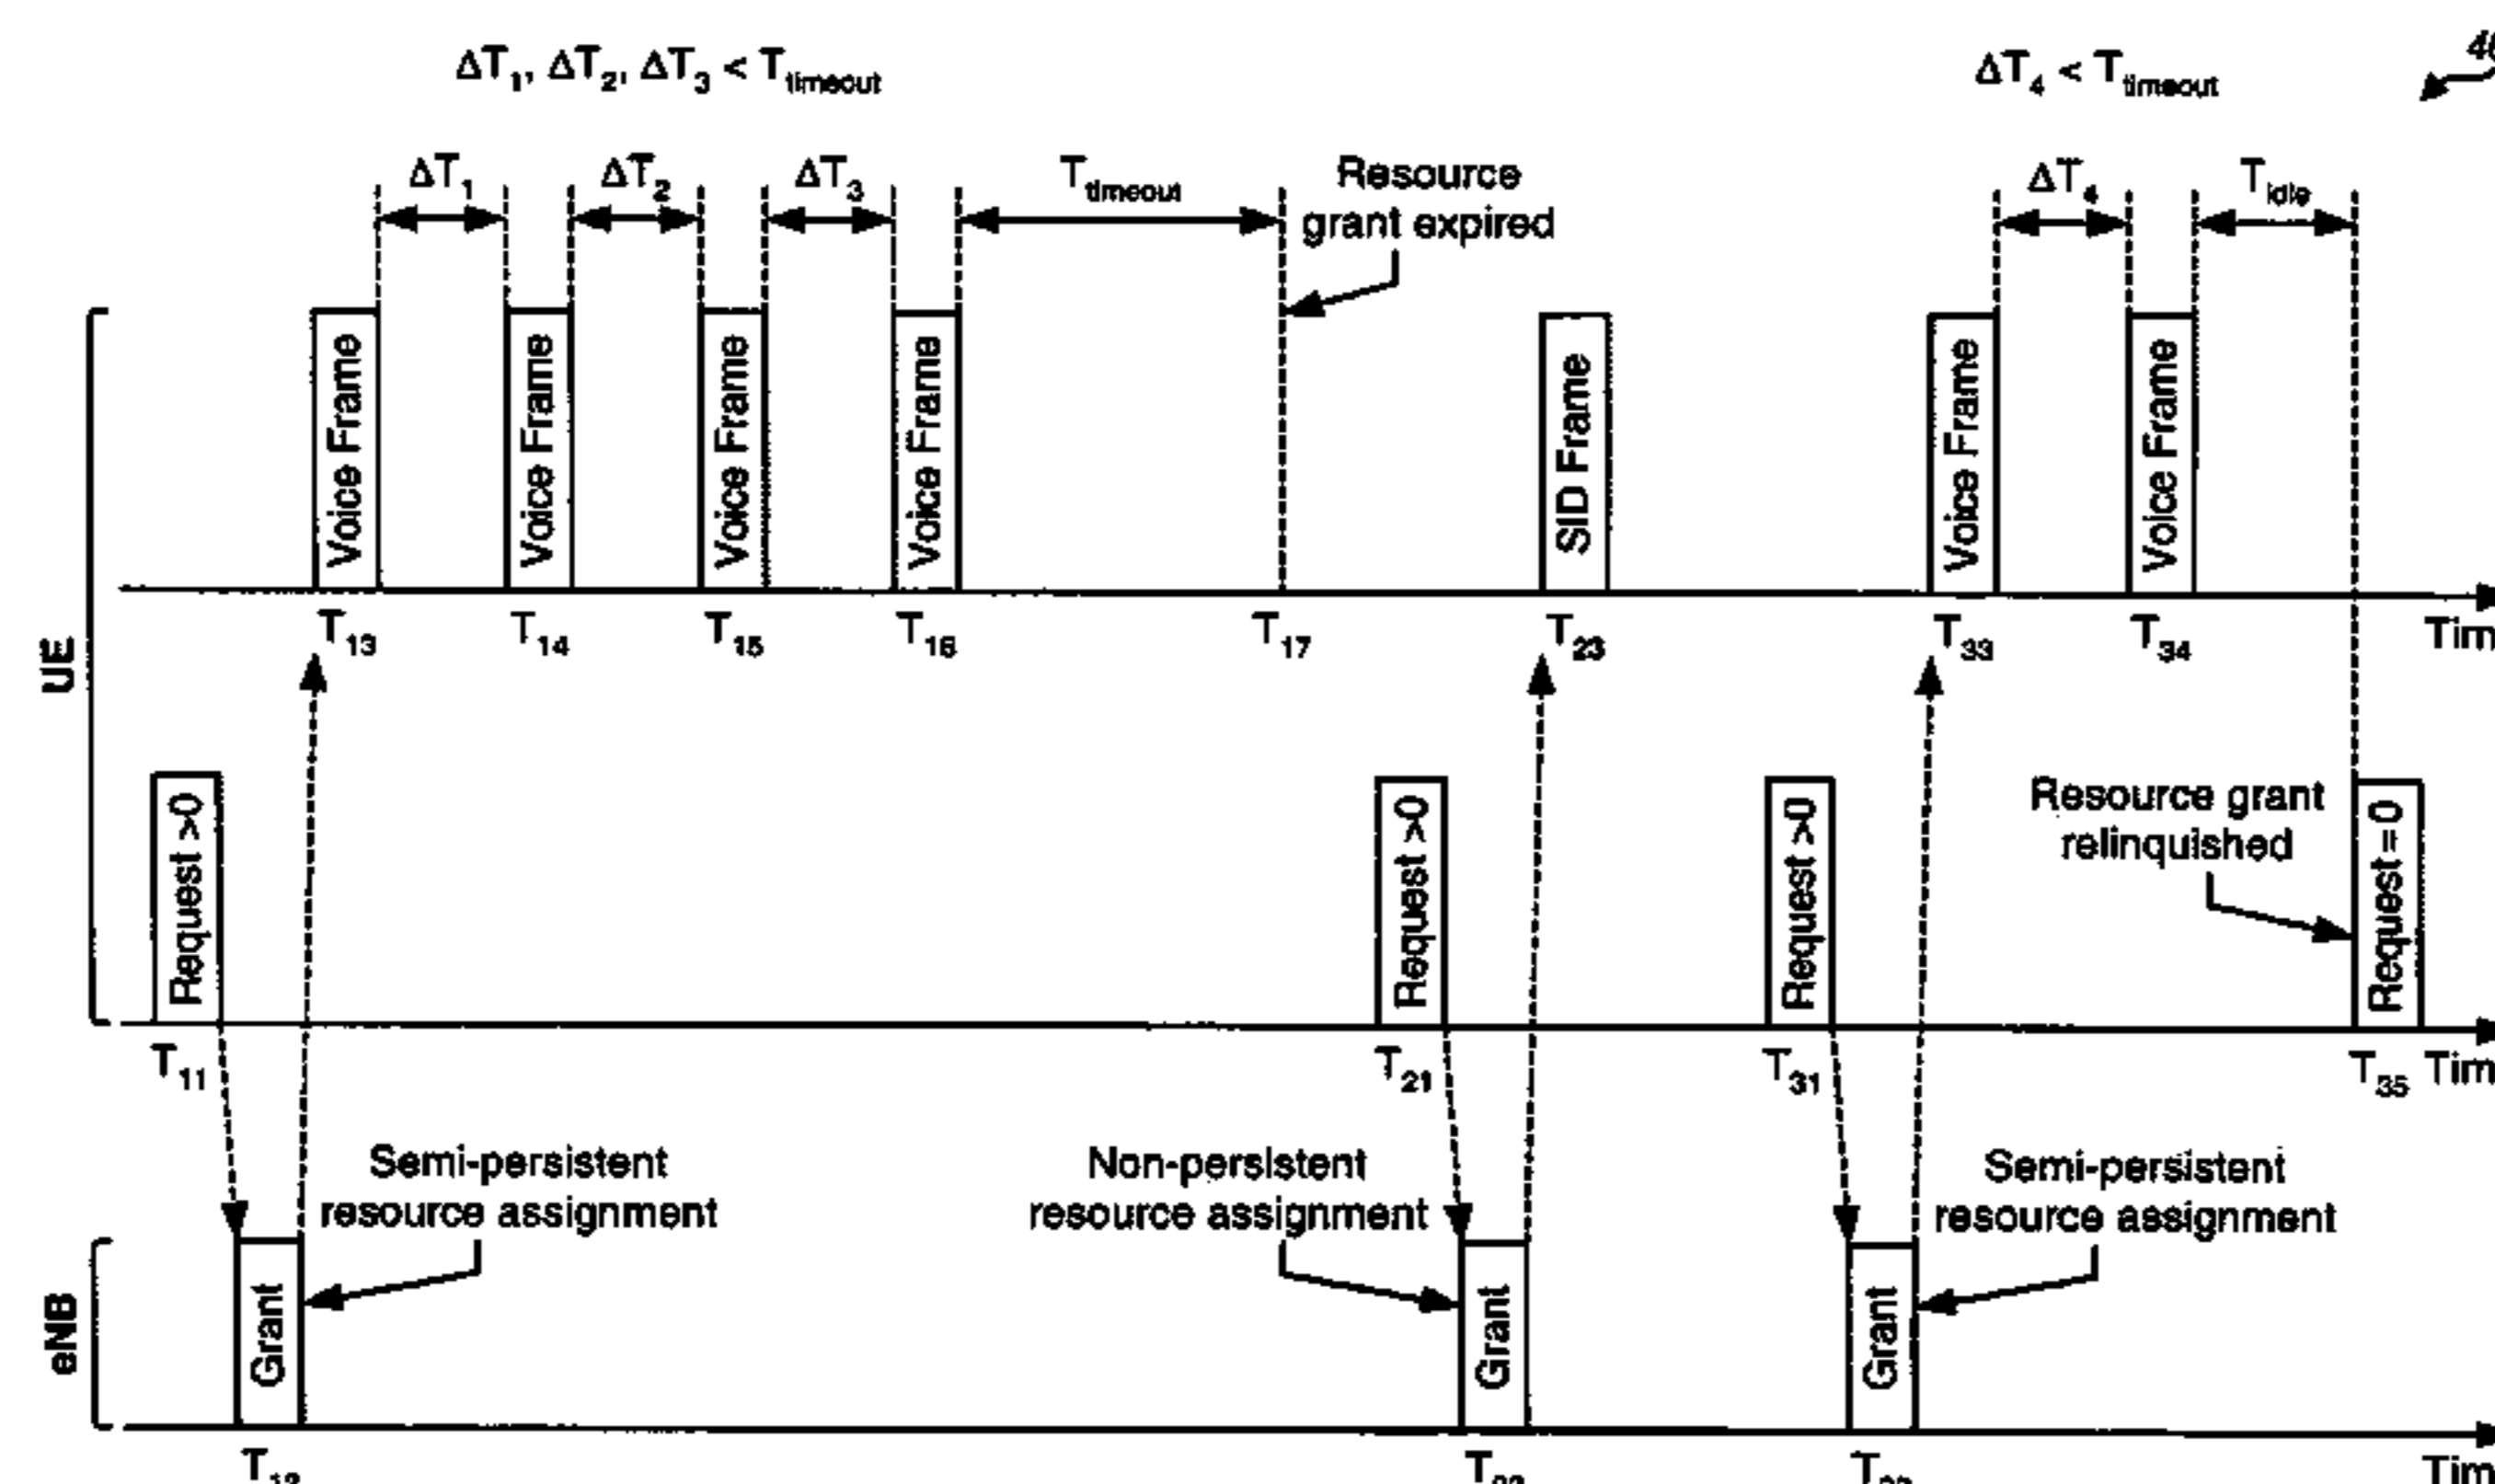 ΔT1, ΔT2, ΔT3 < Ttimeout
ΔT4 < Ttimeout
ΔT1
ΔT2
ΔT3
Ttimeout
Resource
grant expired
ΔT4
Tidle
Voice Frame
Voice Frame
Voice Frame
Voice Frame
SID Frame
Voice Frame
Voice Frame
T13
T14
T15
T16
T17
T23
T33
T34
UE
Request >0
Request >0
Request >0
Resource grant
relinquished
Request = 0
T11
T21
T31
T35
Semi-persistent
resource assignment
Non-persistent
resource assignment
Semi-persistent
resource assignment
eNB
Grant
Grant
Grant